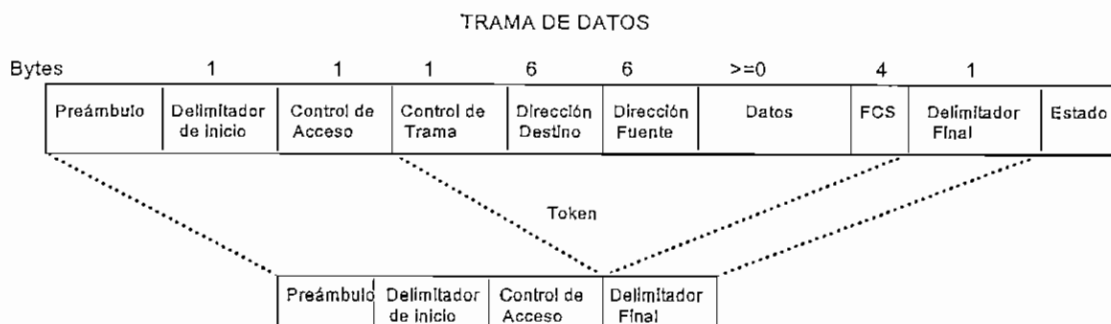 TRAMA DE DATOS
Bytes 1 1 1 6 6 >=0 4 1
Preámbulo Delimitador de inicio Control de Acceso Control de Trama Dirección Destino Dirección Fuente Datos FCS Delimitador Final Estado
Token
Preámbulo Delimitador de inicio Control de Acceso Delimitador Final